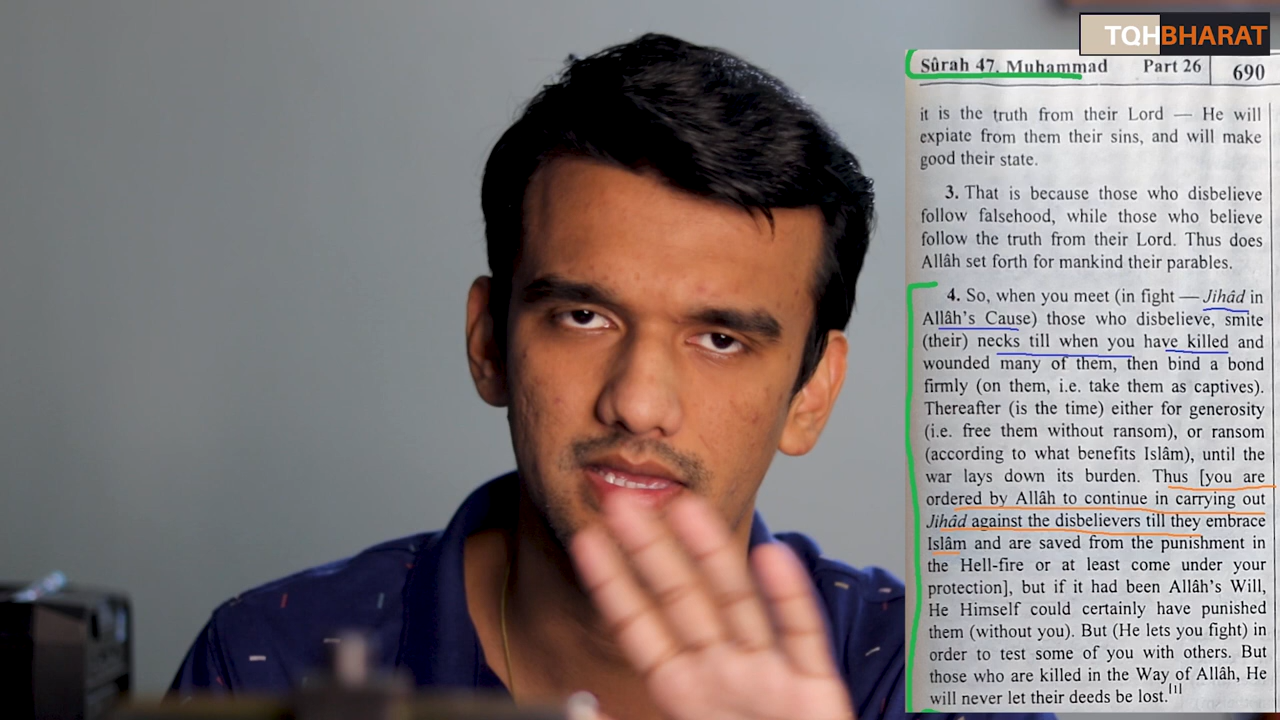 TQHBHARAT
Sûrah 47. Muhammad Part 26 690
it is the truth from their Lord — He will
expiate from them their sins, and will make
good their state.
3. That is because those who disbelieve
follow falsehood, while those who believe
follow the truth from their Lord. Thus does
Allâh set forth for mankind their parables.
4. So, when you meet (in fight — Jihâd in
Allâh's Cause) those who disbelieve, smite
(their) necks till when you have killed and
wounded many of them, then bind a bond
firmly (on them, i.e. take them as captives).
Thereafter (is the time) either for generosity
(i.e. free them without ransom), or ransom
(according to what benefits Islâm), until the
war lays down its burden. Thus [you are
ordered by Allâh to continue in carrying out
Jihâd against the disbelievers till they embrace
Islâm and are saved from the punishment in
the Hell-fire or at least come under your
protection], but if it had been Allâh's Will,
He Himself could certainly have punished
them (without you). But (He lets you fight) in
order to test some of you with others. But
those who are killed in the Way of Allâh, He
will never let their deeds be lost.[1]